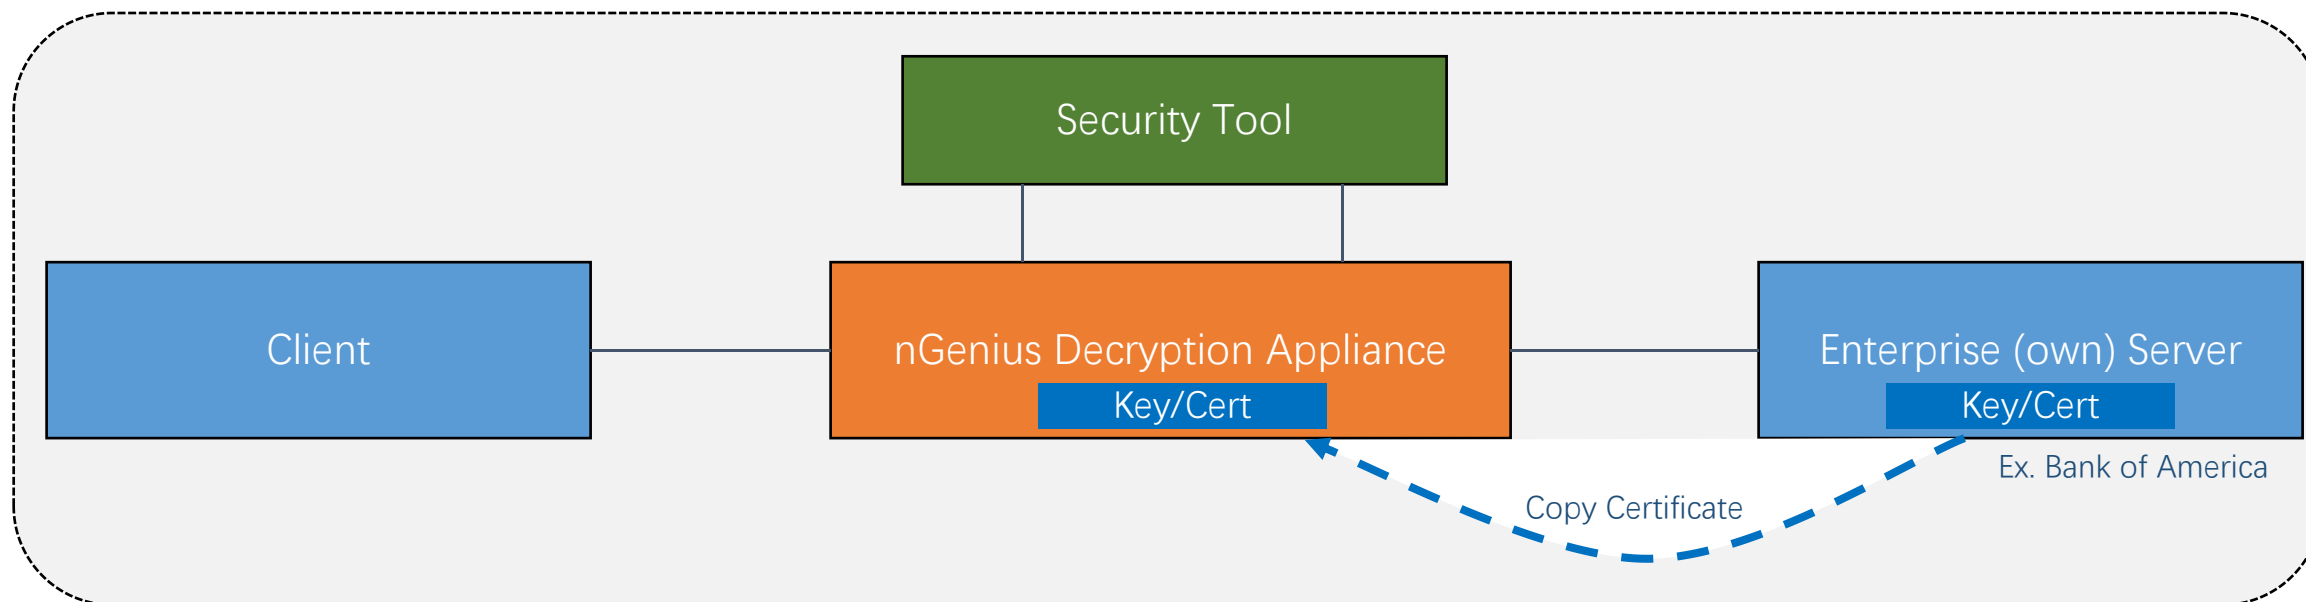 Security Tool
Client
nGenius Decryption Appliance
Key/Cert
Enterprise (own) Server
Key/Cert
Ex. Bank of America
Copy Certificate